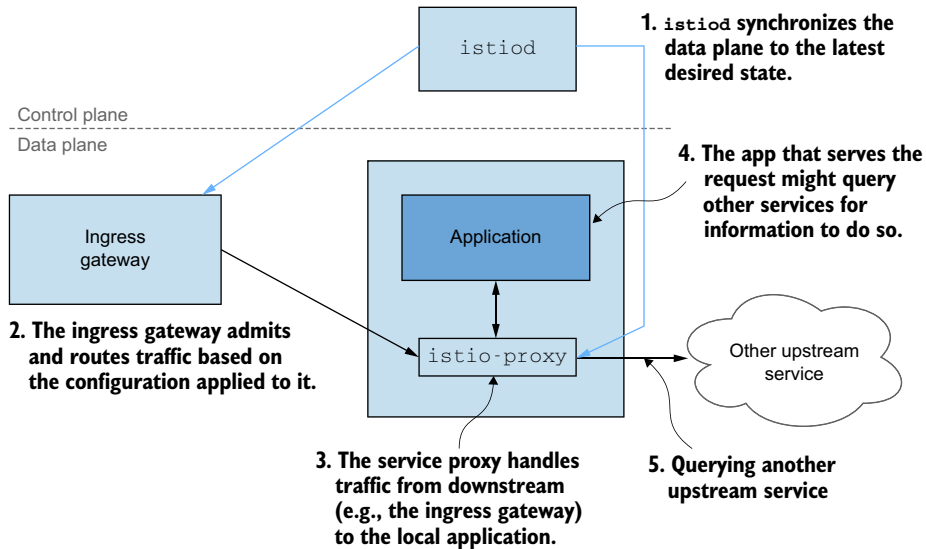 istiod
1. istiod synchronizes the
data plane to the latest
desired state.
Control plane
Data plane
4. The app that serves the
request might query
other services for
information to do so.
Ingress
gateway
Application
2. The ingress gateway admits
and routes traffic based on
the configuration applied to it.
istio-proxy
Other upstream
service
3. The service proxy handles
traffic from downstream
(e.g., the ingress gateway)
to the local application.
5. Querying another
upstream service